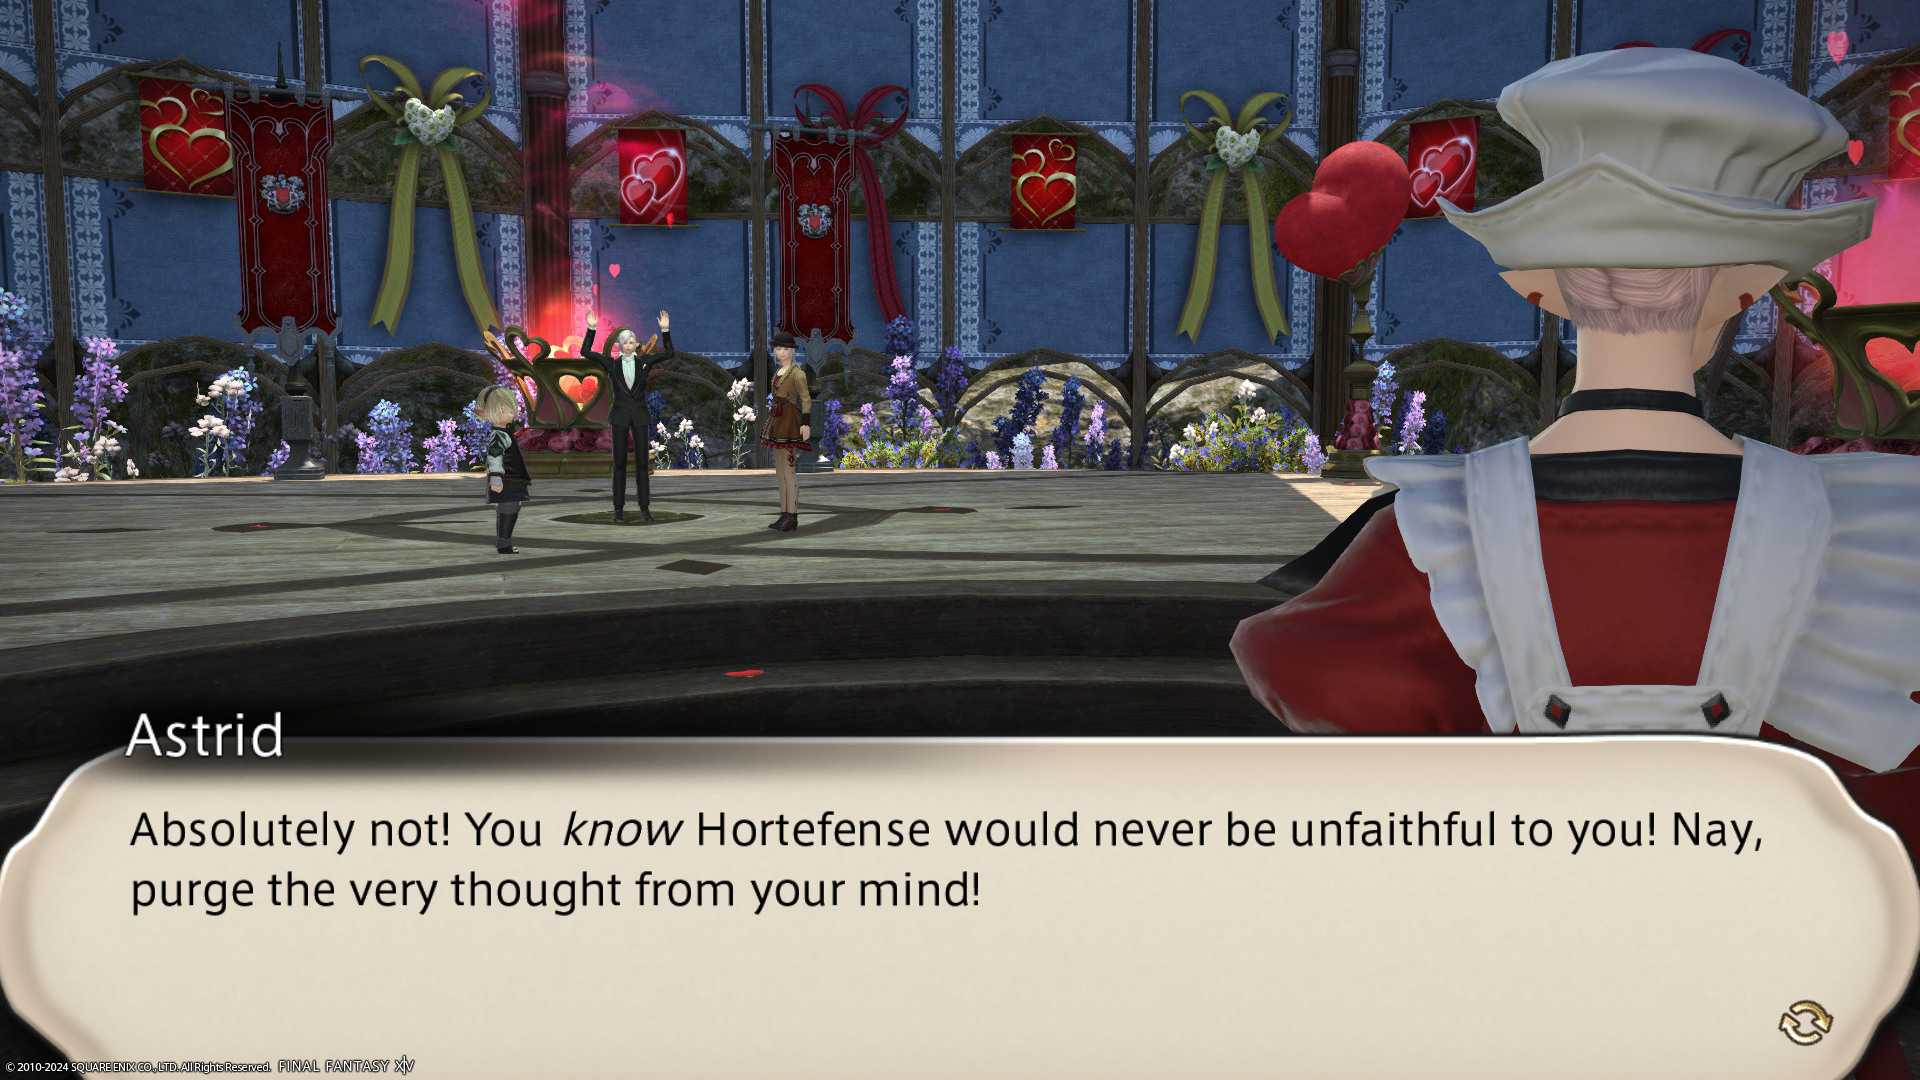 Astrid
Absolutely not! You know Hortefense would never be unfaithful to you! Nay,
purge the very thought from your mind!
© 2010-2024 SQUARE ENIX CO., LTD. All Rights Reserved. FINAL FANTASY XIV